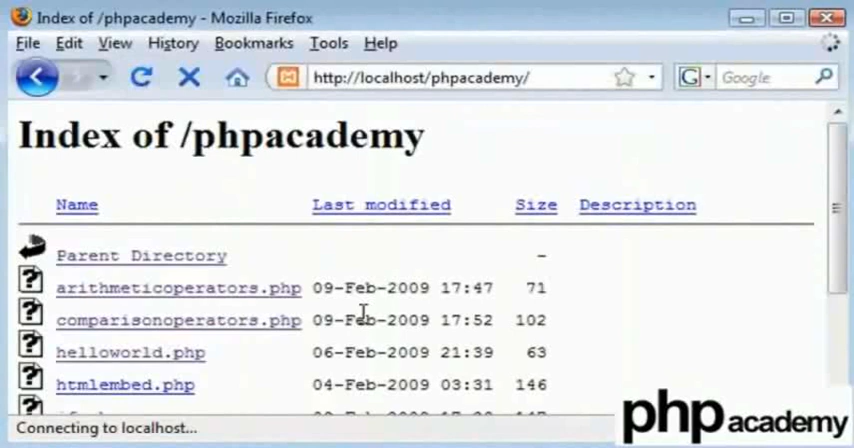 Index of /phpacademy - Mozilla Firefox
File Edit View History Bookmarks Tools Help
http://localhost/phpacademy/ G Google
Index of /phpacademy
Name Last modified Size Description
Parent Directory -
? arithmeticoperators.php 09-Feb-2009 17:47 71
? comparisonoperators.php 09-Feb-2009 17:52 102
? helloworld.php 06-Feb-2009 21:39 63
? htmlembed.php 04-Feb-2009 03:31 146
Connecting to localhost...
php academy